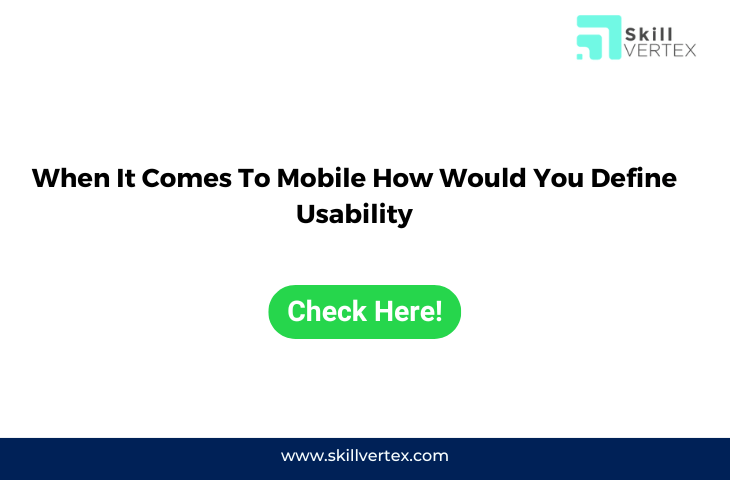 Skill
VERTEX
When It Comes To Mobile How Would You Define
Usability
Check Here!
www.skillvertex.com